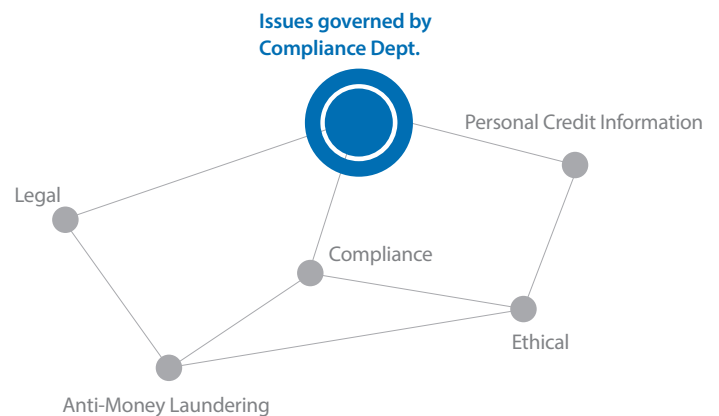 Issues governed by
Compliance Dept.
Personal Credit Information
Legal
Compliance
Ethical
Anti-Money Laundering